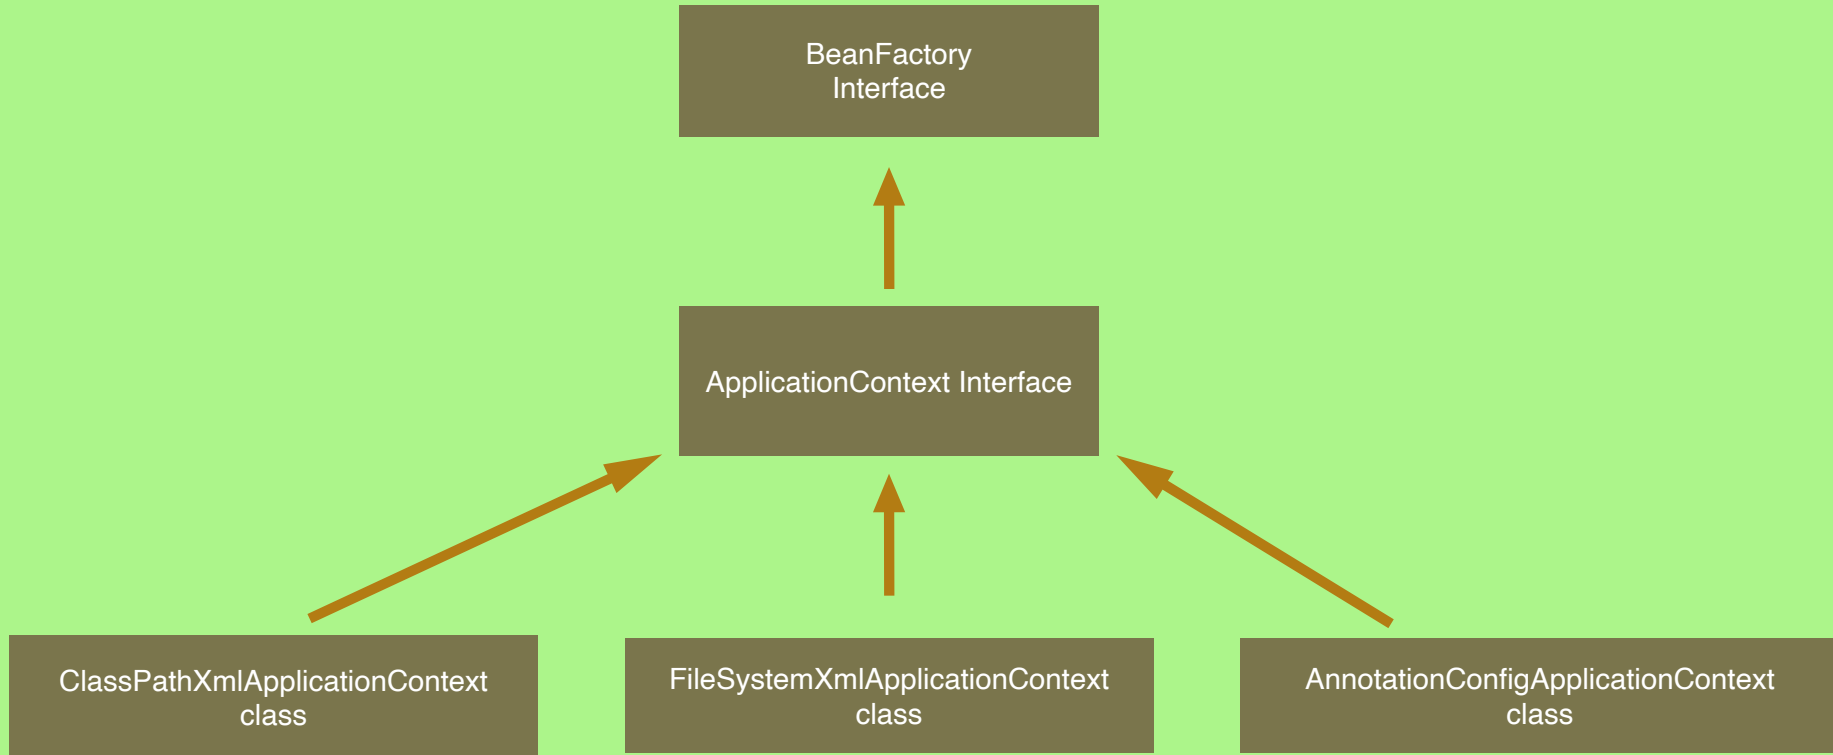 BeanFactory
Interface
ApplicationContext Interface
ClassPathXmlApplicationContext
class
FileSystemXmlApplicationContext
class
AnnotationConfigApplicationContext
class